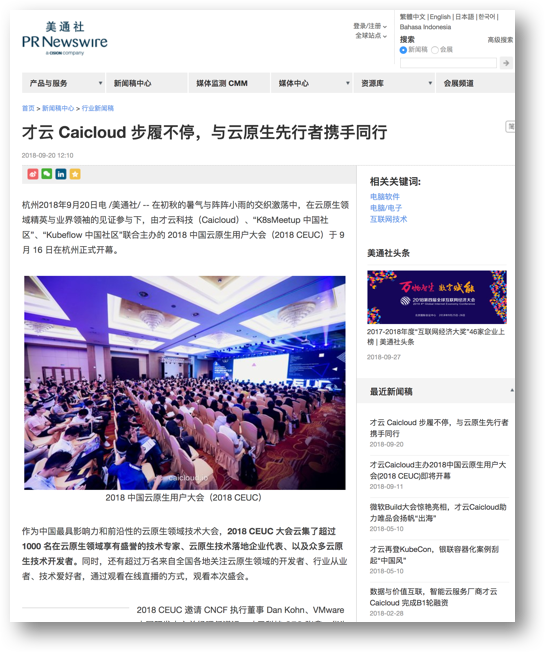 美通社
PR Newswire
a CISION company
登录/注册
全球站点
繁體中文 | English | 日本語 | 한국어 |
Bahasa Indonesia
搜索
高级搜索
新闻稿 会展
产品与服务 新闻稿中心 媒体监测 CMM 媒体中心 资源库 会展频道
首页 > 新闻稿中心 > 行业新闻稿
才云 Caicloud 步履不停，与云原生先行者携手同行
2018-09-20 12:10
杭州2018年9月20日电 /美通社/ -- 在初秋的暑气与阵阵小雨的交织激荡中，在云原生领
域精英与业界领袖的见证参与下，由才云科技（Caicloud）、“K8sMeetup 中国社
区”、“Kubeflow 中国社区”联合主办的 2018 中国云原生用户大会（2018 CEUC）于 9
月 16 日在杭州正式开幕。
2018 中国云原生用户大会（2018 CEUC）
作为中国最具影响力和前沿性的云原生领域技术大会，2018 CEUC 大会云集了超过
1000 名在云原生领域享有盛誉的技术专家、云原生技术落地企业代表、以及众多云原
生技术开发者。同时，还有超过万名来自全国各地关注云原生领域的开发者、行业从业
者、技术爱好者，通过观看在线直播的方式，观看本次盛会。
2018 CEUC 邀请 CNCF 执行董事 Dan Kohn、VMware
相关关键词:
电脑软件
电脑/电子
互联网技术
美通社头条
2017-2018年度“互联网经济大奖”46家企业上
榜 | 美通社头条
2018-09-27
最近新闻稿
才云 Caicloud 步履不停，与云原生先行者
携手同行
2018-09-20
才云Caicloud主办2018中国云原生用户大
会(2018 CEUC)即将开幕
2018-09-11
微软Build大会惊艳亮相，才云Caicloud助
力唯品会扬帆“出海”
2018-05-10
才云再登KubeCon，银联容器化案例刮
起“中国风”
2018-05-10
数据与价值互联，智能云服务厂商才云
Caicloud 完成B1轮融资
2018-02-28